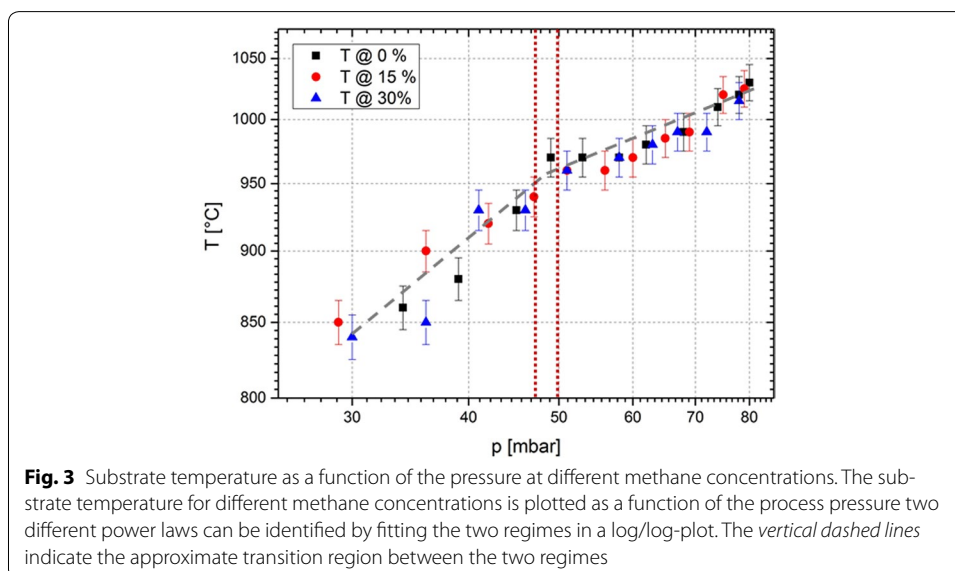 1050
1000
950
900
850
800
T [°C]
T @ 0 %
T @ 15 %
T @ 30%
30 40 50 60 70 80
p [mbar]
Fig. 3 Substrate temperature as a function of the pressure at different methane concentrations. The sub-
strate temperature for different methane concentrations is plotted as a function of the process pressure two
different power laws can be identified by fitting the two regimes in a log/log-plot. The vertical dashed lines
indicate the approximate transition region between the two regimes